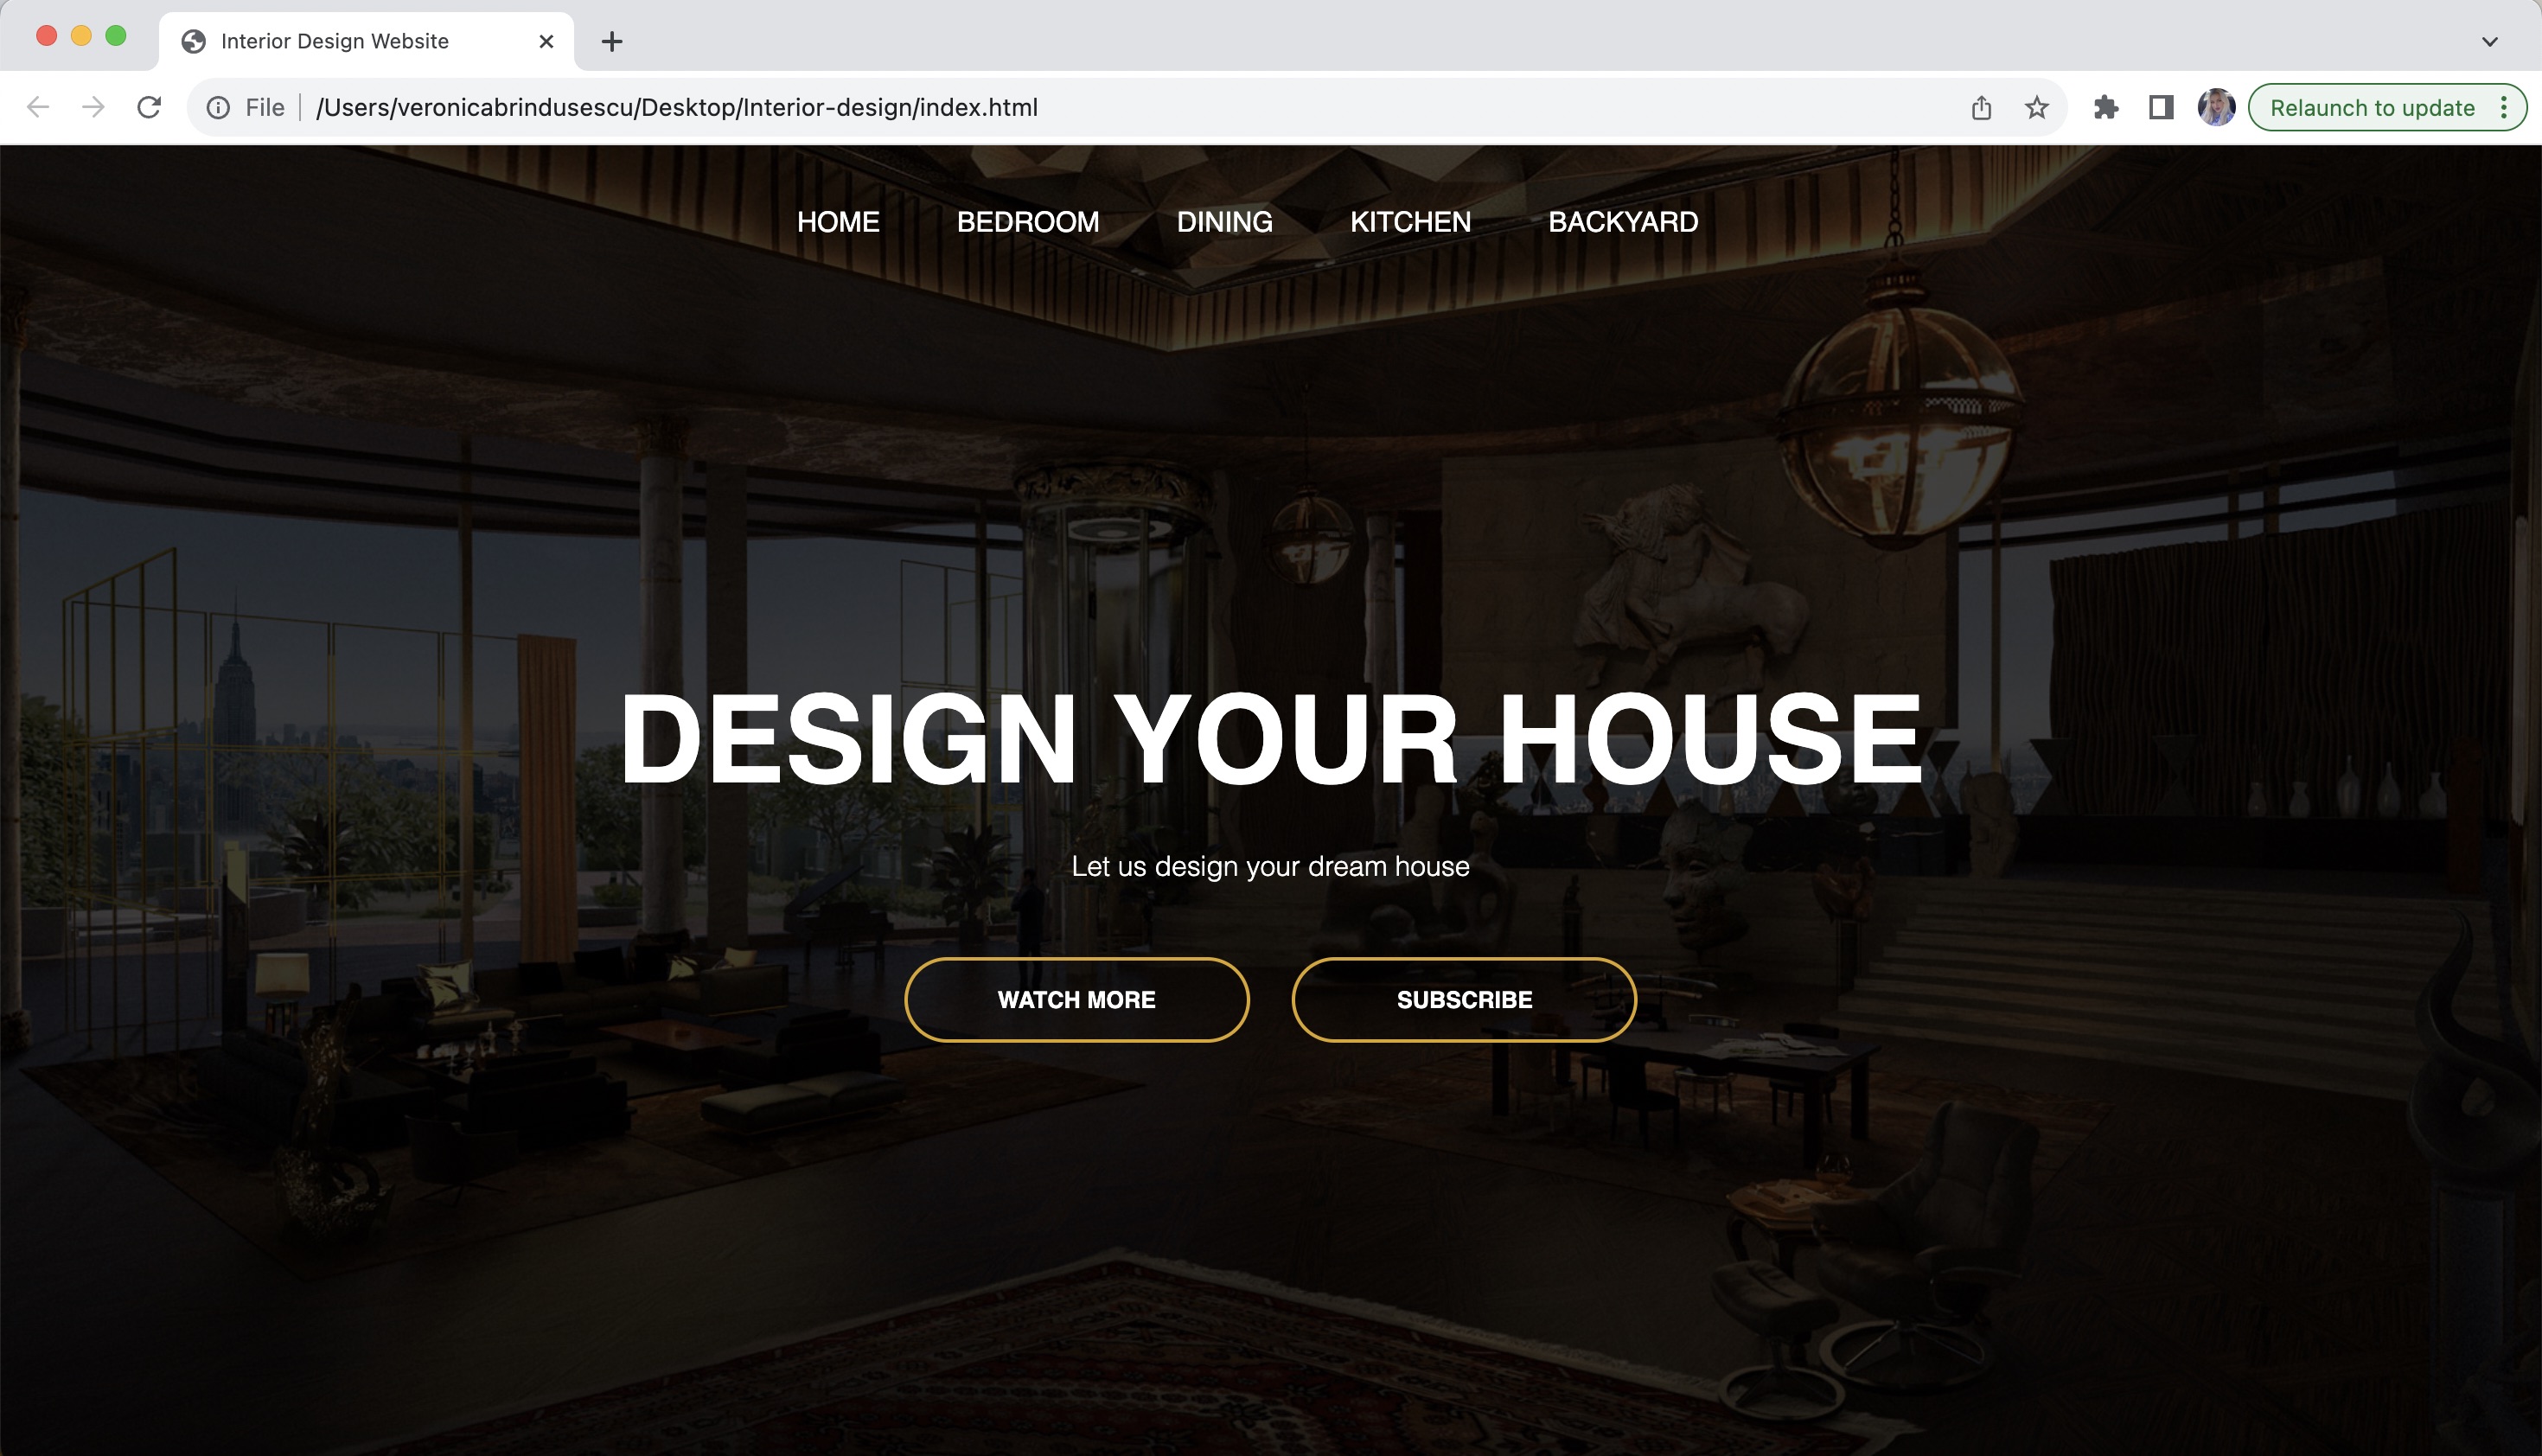 Interior Design Website
File /Users/veronicabrindusescu/Desktop/Interior-design/index.html
Relaunch to update
HOME BEDROOM DINING KITCHEN BACKYARD
DESIGN YOUR HOUSE
Let us design your dream house
WATCH MORE SUBSCRIBE